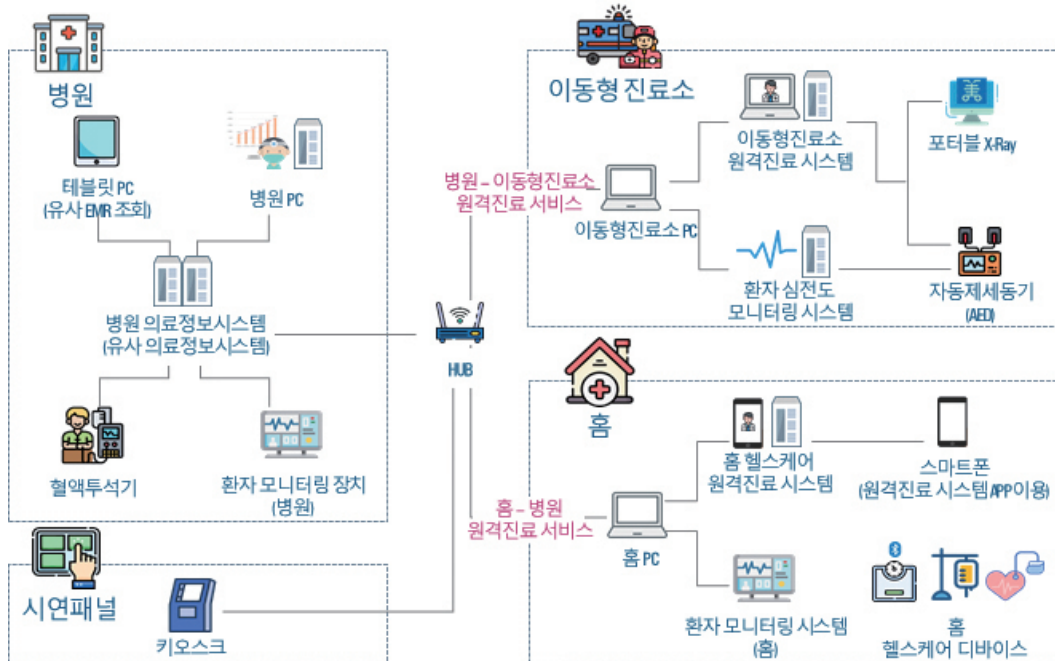 병원
테블릿 PC
(유사 EMR 조회)
병원 PC
병원 의료정보시스템
(유사 의료정보시스템)
혈액투석기
환자 모니터링 장치
(병원)
시연패널
키오스크
HUB
병원 – 이동형진료소
원격진료 서비스
홈 – 병원
원격진료 서비스
이동형 진료소
이동형진료소 PC
이동형진료소
원격진료 시스템
포터블 X-Ray
환자 심전도
모니터링 시스템
자동제세동기
(AED)
홈
홈 PC
홈 헬스케어
원격진료 시스템
스마트폰
(원격진료 시스템 APP 이용)
환자 모니터링 시스템
(홈)
홈
헬스케어 디바이스